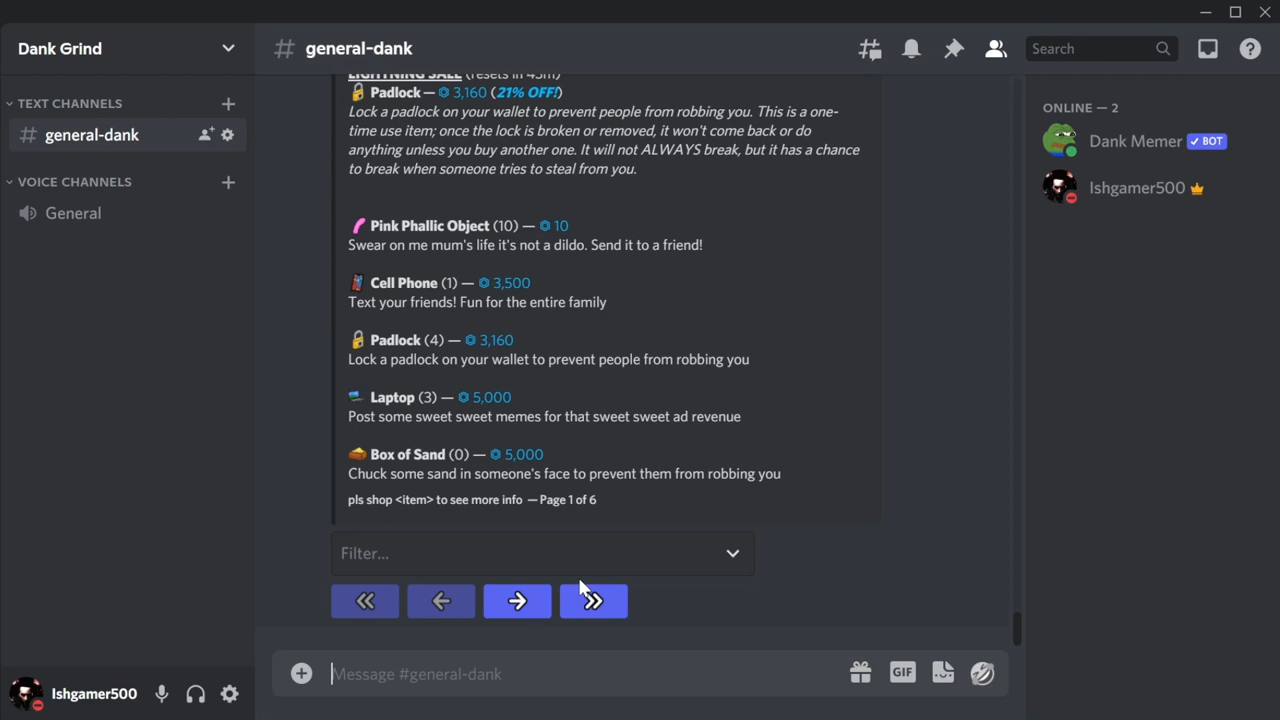 Dank Grind
general-dank
Search
TEXT CHANNELS
general-dank
VOICE CHANNELS
General
LIGHTNING SALE (resets in 43m)
Padlock — 3,160 (21% OFF!)
Lock a padlock on your wallet to prevent people from robbing you. This is a one-
time use item; once the lock is broken or removed, it won't come back or do
anything unless you buy another one. It will not ALWAYS break, but it has a chance
to break when someone tries to steal from you.
Pink Phallic Object (10) — 10
Swear on me mum's life it's not a dildo. Send it to a friend!
Cell Phone (1) — 3,500
Text your friends! Fun for the entire family
Padlock (4) — 3,160
Lock a padlock on your wallet to prevent people from robbing you
Laptop (3) — 5,000
Post some sweet sweet memes for that sweet sweet ad revenue
Box of Sand (0) — 5,000
Chuck some sand in someone's face to prevent them from robbing you
pls shop <item> to see more info — Page 1 of 6
Filter...
Message #general-dank
GIF
Ishgamer500
ONLINE — 2
Dank Memer ✓ BOT
Ishgamer500